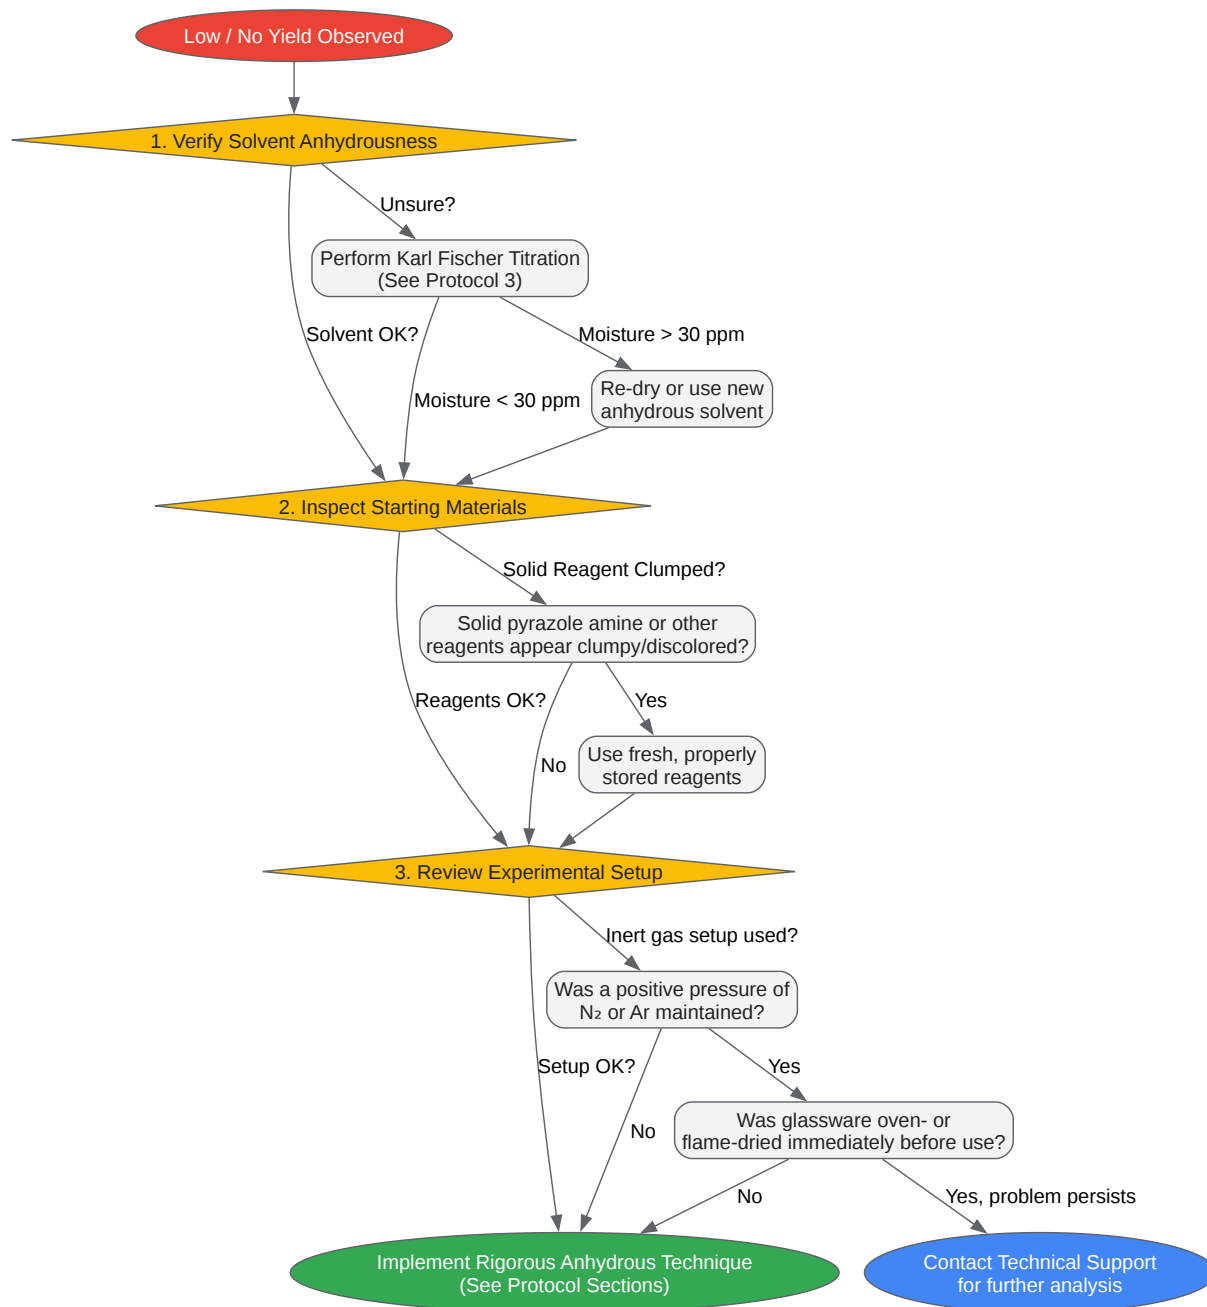 Low / No Yield Observed
1. Verify Solvent Anhydrousness
Unsure?
Perform Karl Fischer Titration
(See Protocol 3)
Solvent OK?
Moisture > 30 ppm
Moisture < 30 ppm
Re-dry or use new
anhydrous solvent
2. Inspect Starting Materials
Solid Reagent Clumped?
Solid pyrazole amine or other
reagents appear clumpy/discolored?
Reagents OK?
Yes
No
Use fresh, properly
stored reagents
3. Review Experimental Setup
Inert gas setup used?
Was a positive pressure of
N₂ or Ar maintained?
Setup OK?
Yes
No
Was glassware oven- or
flame-dried immediately before use?
No
Yes, problem persists
Implement Rigorous Anhydrous Technique
(See Protocol Sections)
Contact Technical Support
for further analysis